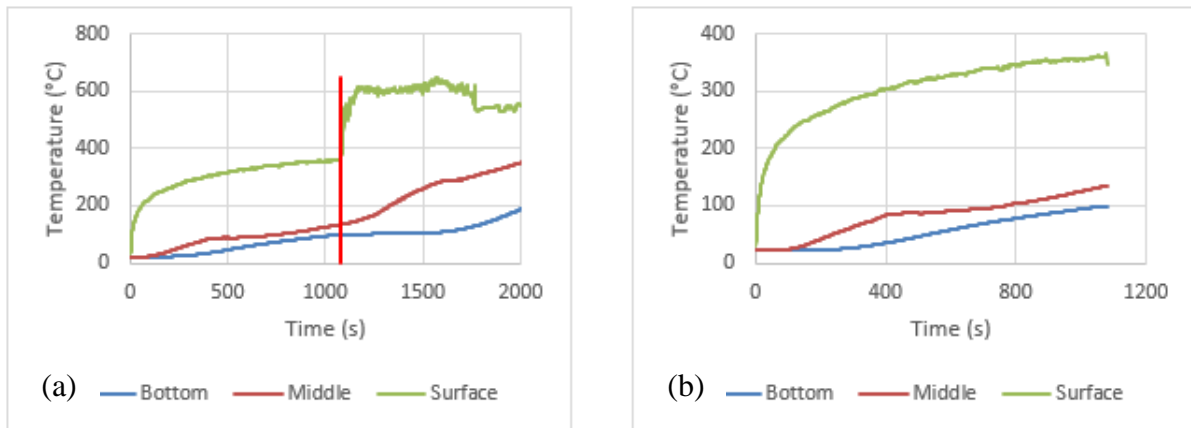 Temperature (°C)
800
600
400
200
0
0 500 1000 1500 2000
Time (s)
(a) Bottom Middle Surface
Temperature (°C)
400
300
200
100
0
0 400 800 1200
Time (s)
(b) Bottom Middle Surface